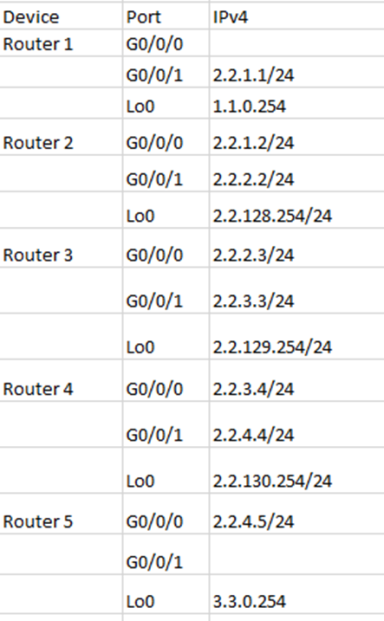 Device Port IPv4
Router 1 G0/0/0
G0/0/1 2.2.1.1/24
Lo0 1.1.0.254
Router 2 G0/0/0 2.2.1.2/24
G0/0/1 2.2.2.2/24
Lo0 2.2.128.254/24
Router 3 G0/0/0 2.2.2.3/24
G0/0/1 2.2.3.3/24
Lo0 2.2.129.254/24
Router 4 G0/0/0 2.2.3.4/24
G0/0/1 2.2.4.4/24
Lo0 2.2.130.254/24
Router 5 G0/0/0 2.2.4.5/24
G0/0/1
Lo0 3.3.0.254